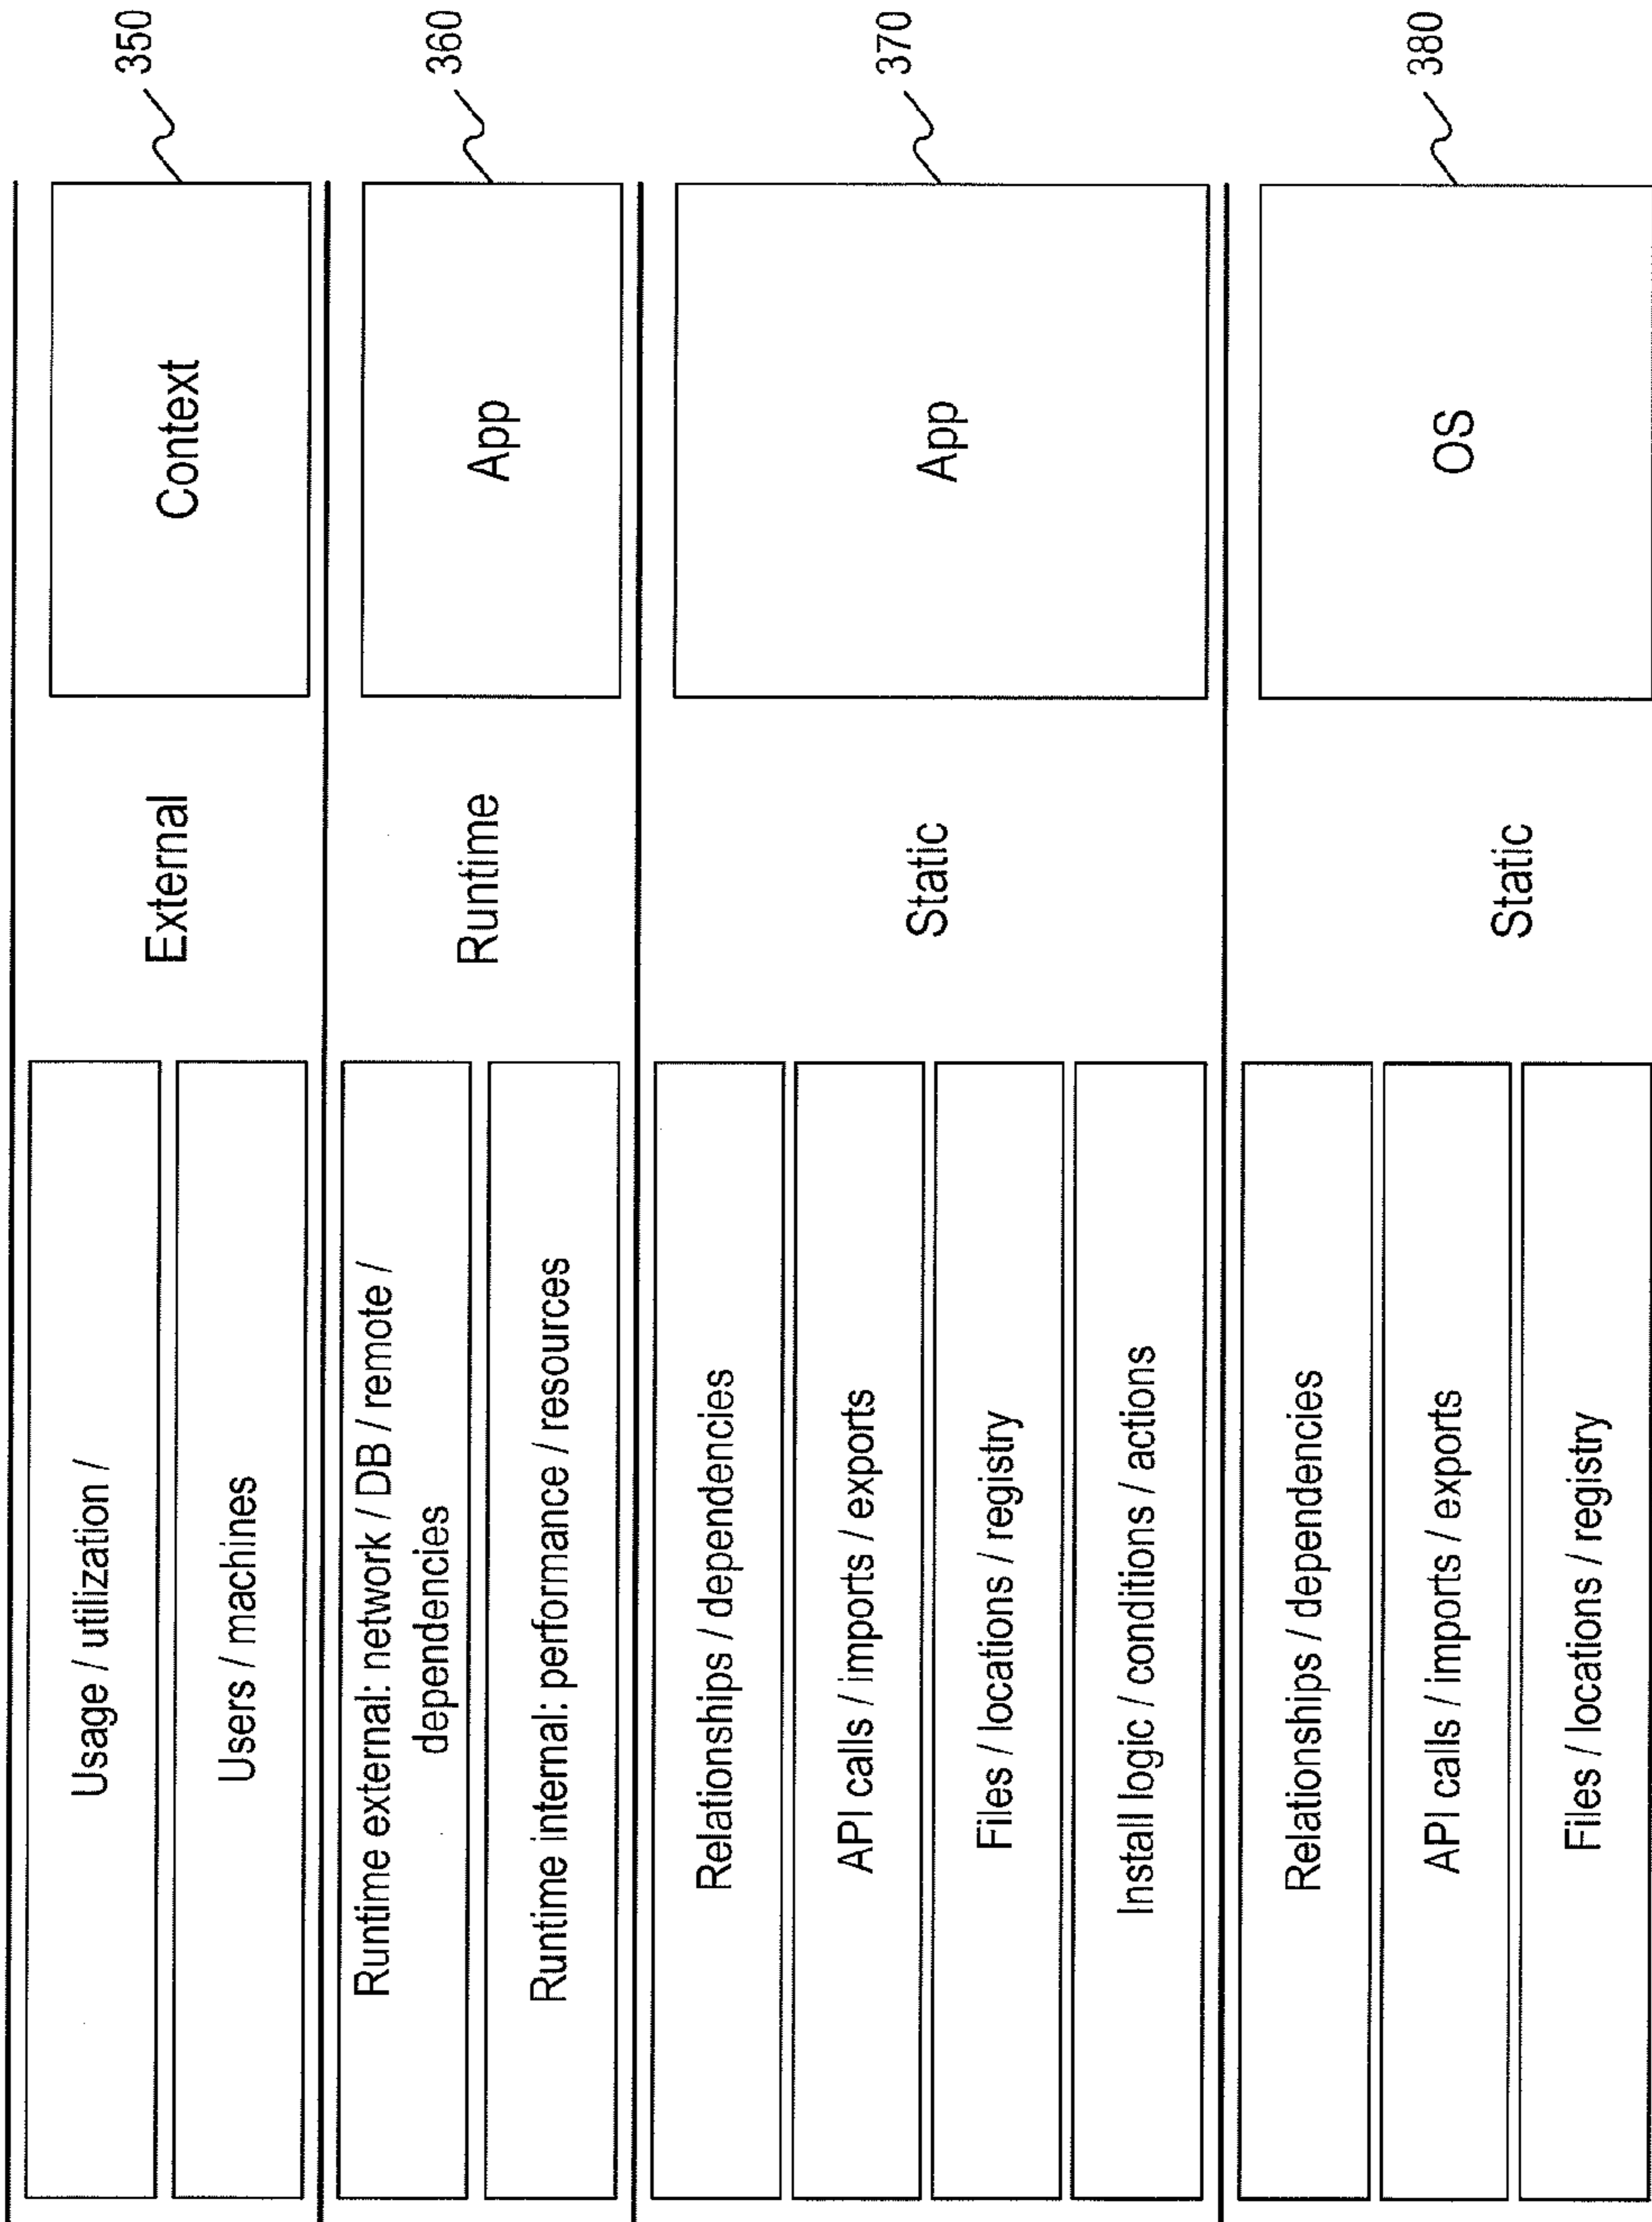 Usage / utilization /
Users / machines
External
Context
350
Runtime external: network / DB / remote /
dependencies
Runtime internal: performance / resources
Runtime
App
360
Relationships / dependencies
API calls / imports / exports
Files / locations / registry
Install logic / conditions / actions
Static
App
370
Relationships / dependencies
API calls / imports / exports
Files / locations / registry
Static
OS
380